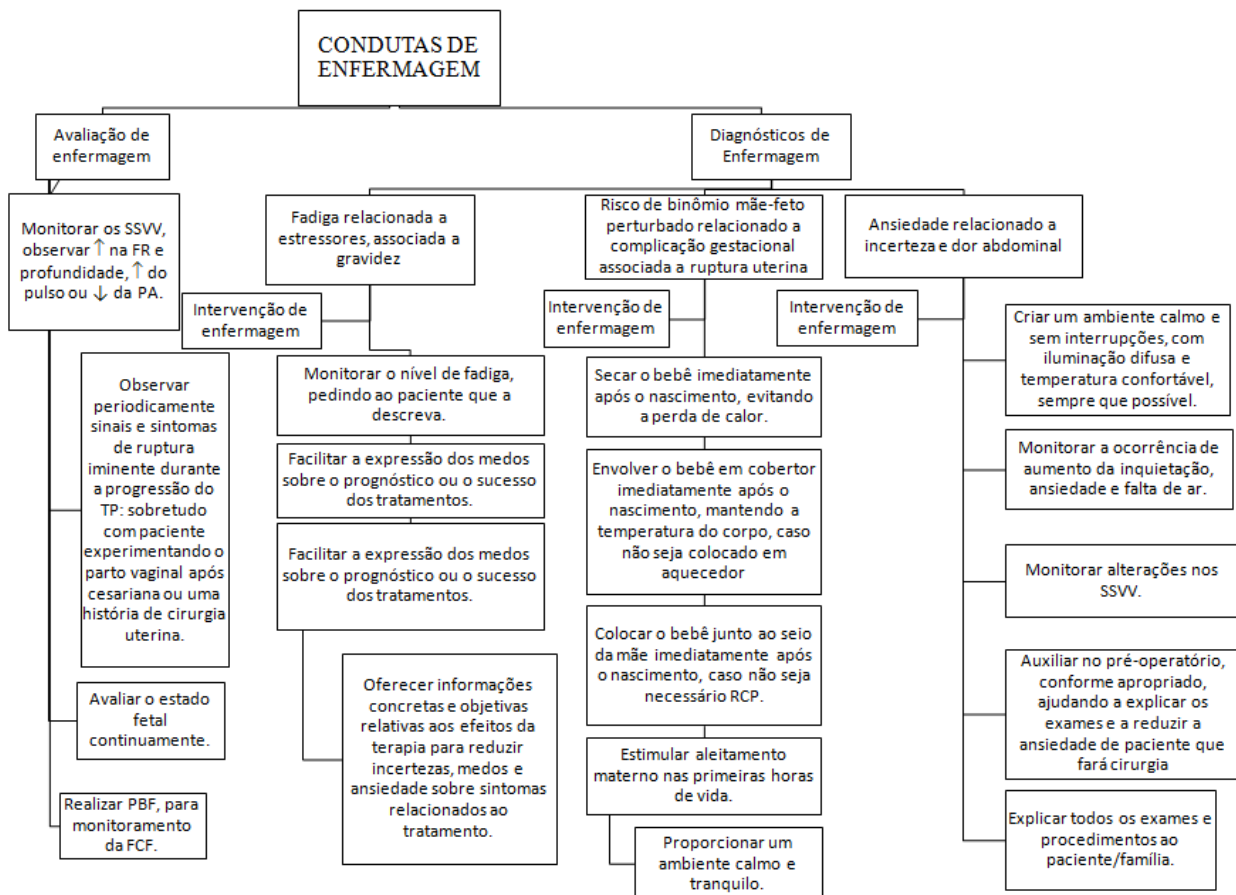 CONDUTAS DE
ENFERMAGEM
Avaliação de
enfermagem
Monitorar os SSVV,
observar ↑ na FR e
profundidade, ↑ do
pulso ou ↓ da PA.
Observar
periodicamente
sinais e sintomas
de ruptura
iminente durante
a progressão do
TP: sobretudo
com paciente
experimentando o
parto vaginal após
cesariana ou uma
história de cirurgia
uterina.
Avaliar o estado
fetal
continuamente.
Realizar PBF, para
monitoramento
da FCF.
Diagnósticos de
Enfermagem
Fadiga relacionada a
estressores, associada a
gravidez
Intervenção de
enfermagem
Monitorar o nível de fadiga,
pedindo ao paciente que a
descreva.
Facilitar a expressão dos medos
sobre o prognóstico ou o sucesso
dos tratamentos.
Facilitar a expressão dos medos
sobre o prognóstico ou o sucesso
dos tratamentos.
Oferecer informações
concretas e objetivas
relativas aos efeitos da
terapia para reduzir
incertezas, medos e
ansiedade sobre sintomas
relacionados ao
tratamento.
Risco de binômio mãe-feto
perturbado relacionado a
complicação gestacional
associada a ruptura uterina
Intervenção de
enfermagem
Secar o bebê imediatamente
após o nascimento, evitando
a perda de calor.
Envolver o bebê em cobertor
imediatamente após o
nascimento, mantendo a
temperatura do corpo, caso
não seja colocado em
aquecedor
Colocar o bebê junto ao seio
da mãe imediatamente após
o nascimento, caso não seja
necessário RCP.
Estimular aleitamento
materno nas primeiras horas
de vida.
Proporcionar um
ambiente calmo e
tranquilo.
Ansiedade relacionado a
incerteza e dor abdominal
Intervenção de
enfermagem
Criar um ambiente calmo e
sem interrupções, com
iluminação difusa e
temperatura confortável,
sempre que possível.
Monitorar a ocorrência de
aumento da inquietação,
ansiedade e falta de ar.
Monitorar alterações nos
SSVV.
Auxiliar no pré-operatório,
conforme apropriado,
ajudando a explicar os
exames e a reduzir a
ansiedade de paciente que
fará cirurgia
Explicar todos os exames e
procedimentos ao
paciente/família.